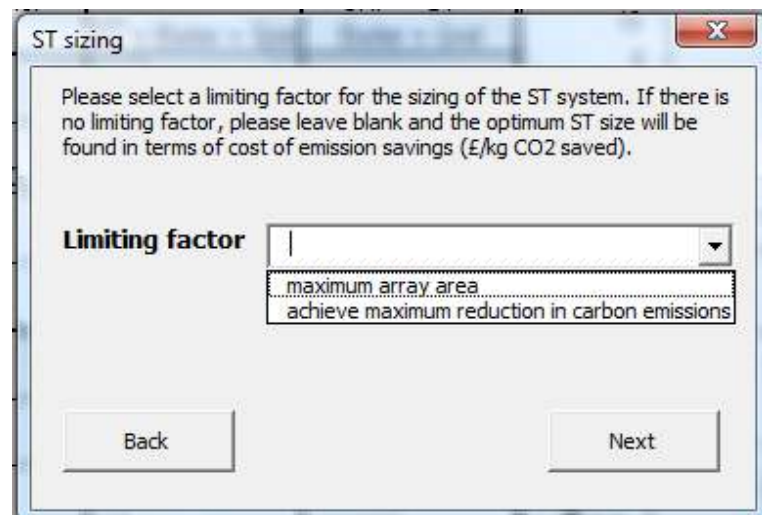 ST sizing
Please select a limiting factor for the sizing of the ST system. If there is
no limiting factor, please leave blank and the optimum ST size will be
found in terms of cost of emission savings (£/kg CO2 saved).
Limiting factor
maximum array area
achieve maximum reduction in carbon emissions
Back
Next